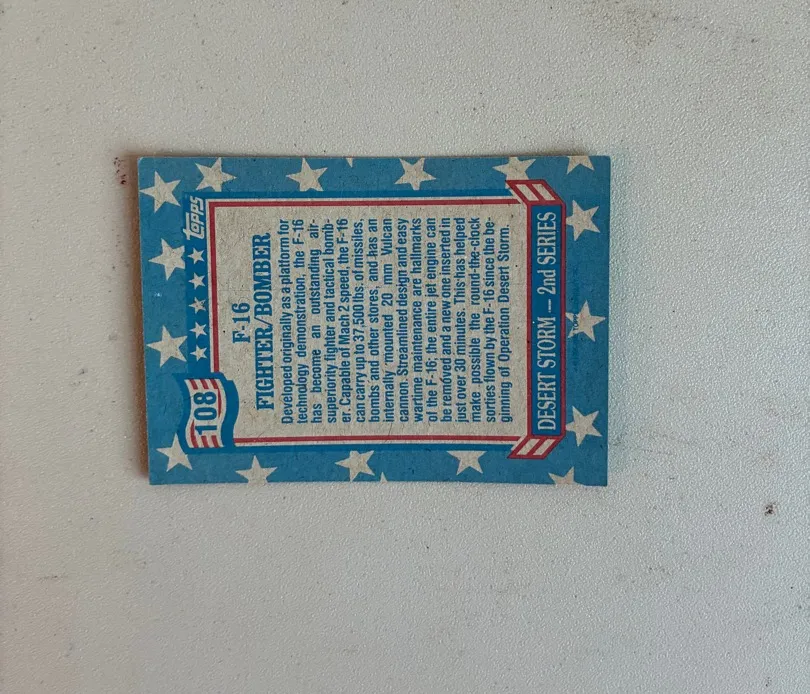 108
TOPPS
F-16
FIGHTER/BOMBER
Developed originally as a platform for
technology demonstration, the F-16
has become an outstanding air-
superiority fighter and tactical bomb-
er. Capable of Mach 2 speed, the F-16
can carry up to 37,500 lbs. of missiles,
bombs and other stores, and has an
internally mounted 20 mm Vulcan
cannon. Streamlined design and easy
wartime maintenance are hallmarks
of the F-16; the entire jet engine can
be removed and a new one inserted in
just over 30 minutes. This has helped
make possible the round-the-clock
sorties flown by the F-16 since the be-
ginning of Operation Desert Storm.
DESERT STORM — 2nd SERIES